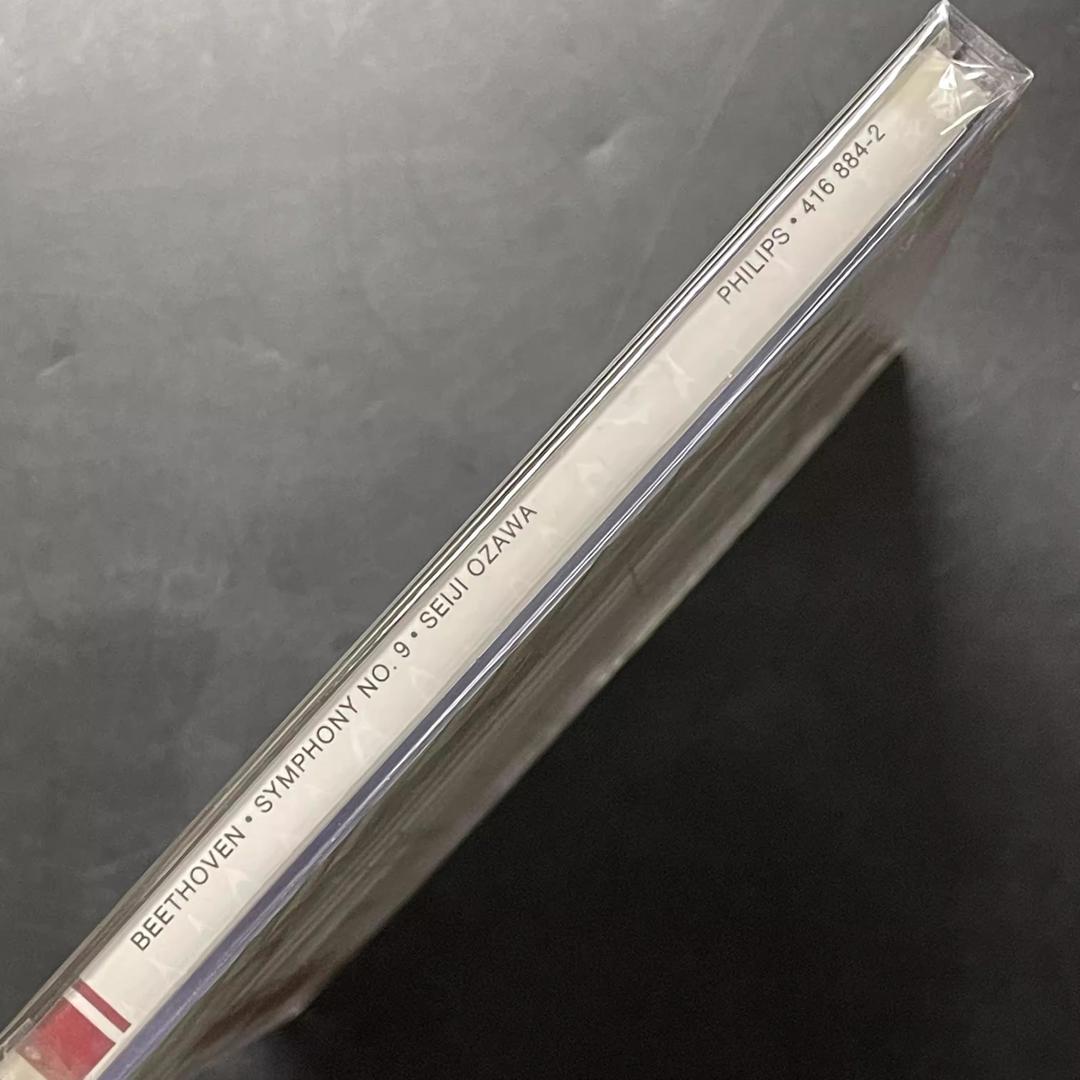 BEETHOVEN • SYMPHONY NO. 9 • SEIJI OZAWA
PHILIPS • 416 884-2